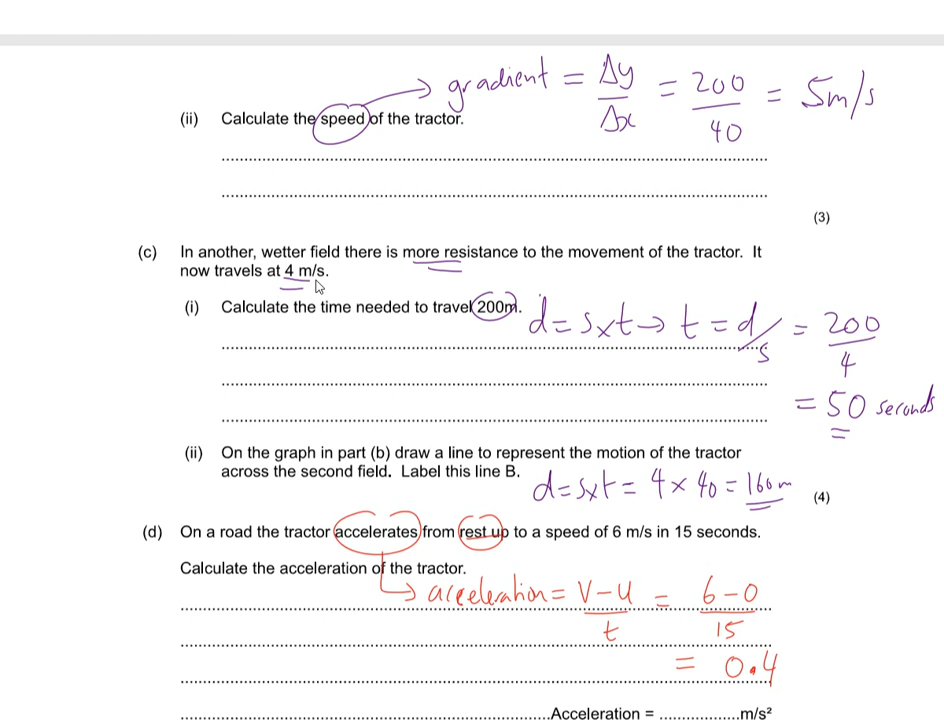 → gradient = Δy/Δx = 200/40 = 5m/s
(ii) Calculate the speed of the tractor.
(3)
(c) In another, wetter field there is more resistance to the movement of the tractor. It
now travels at 4 m/s.
(i) Calculate the time needed to travel 200m. d = s x t → t = d/s = 200/4
= 50 seconds
(ii) On the graph in part (b) draw a line to represent the motion of the tractor
across the second field. Label this line B. d = s x t = 4 x 40 = 160m
(4)
(d) On a road the tractor accelerates from rest up to a speed of 6 m/s in 15 seconds.
Calculate the acceleration of the tractor.
→ acceleration = V - u/t = 6 - 0/15
= 0.4
Acceleration = ..................m/s²